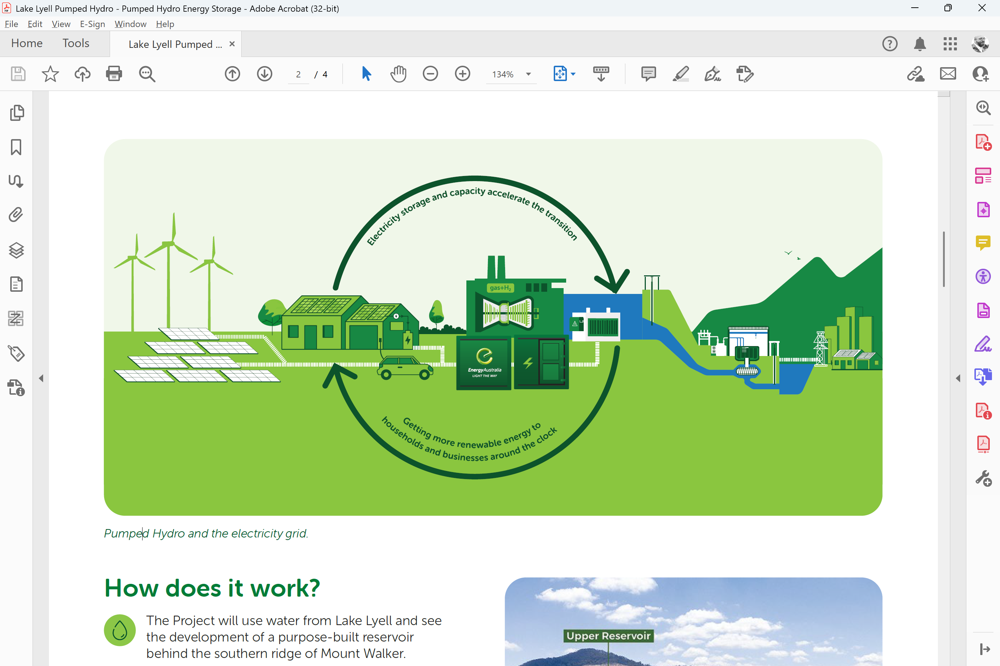 Lake Lyell Pumped Hydro - Pumped Hydro Energy Storage - Adobe Acrobat (32-bit)
File Edit View E-Sign Window Help
Home Tools Lake Lyell Pumped ...
2 / 4 134%
Electricity storage and capacity accelerate the transition
gas+H₂
EnergyAustralia
LIGHT THE WAY
Getting more renewable energy to
households and businesses around the clock
Pumped Hydro and the electricity grid.
How does it work?
The Project will use water from Lake Lyell and see
the development of a purpose-built reservoir
behind the southern ridge of Mount Walker.
Upper Reservoir